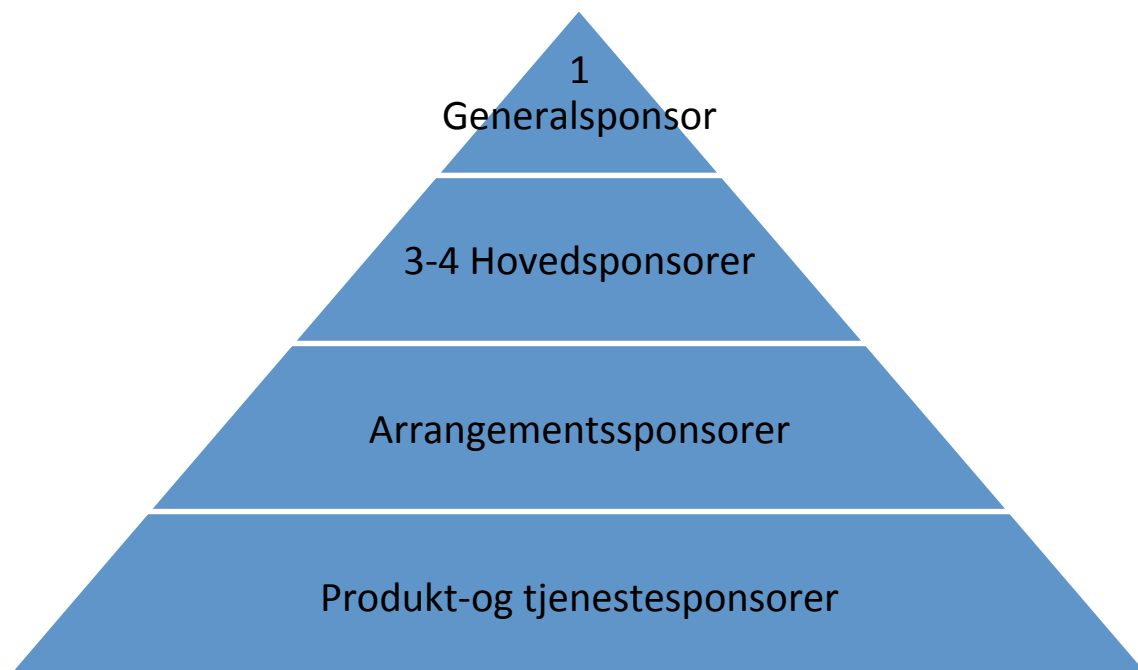 1
Generalsponsor
3-4 Hovedsponsorer
Arrangementssponsorer
Produkt-og tjenestesponsorer